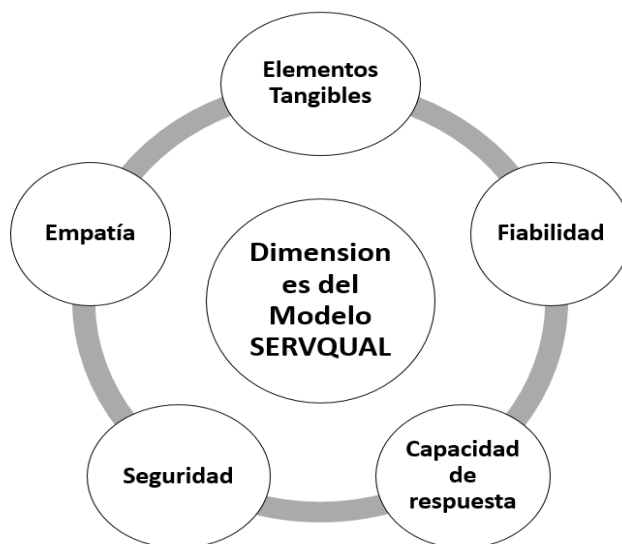 Elementos
Tangibles
Empatía
Fiabilidad
Dimension
es del
Modelo
SERVQUAL
Seguridad
Capacidad
de
respuesta